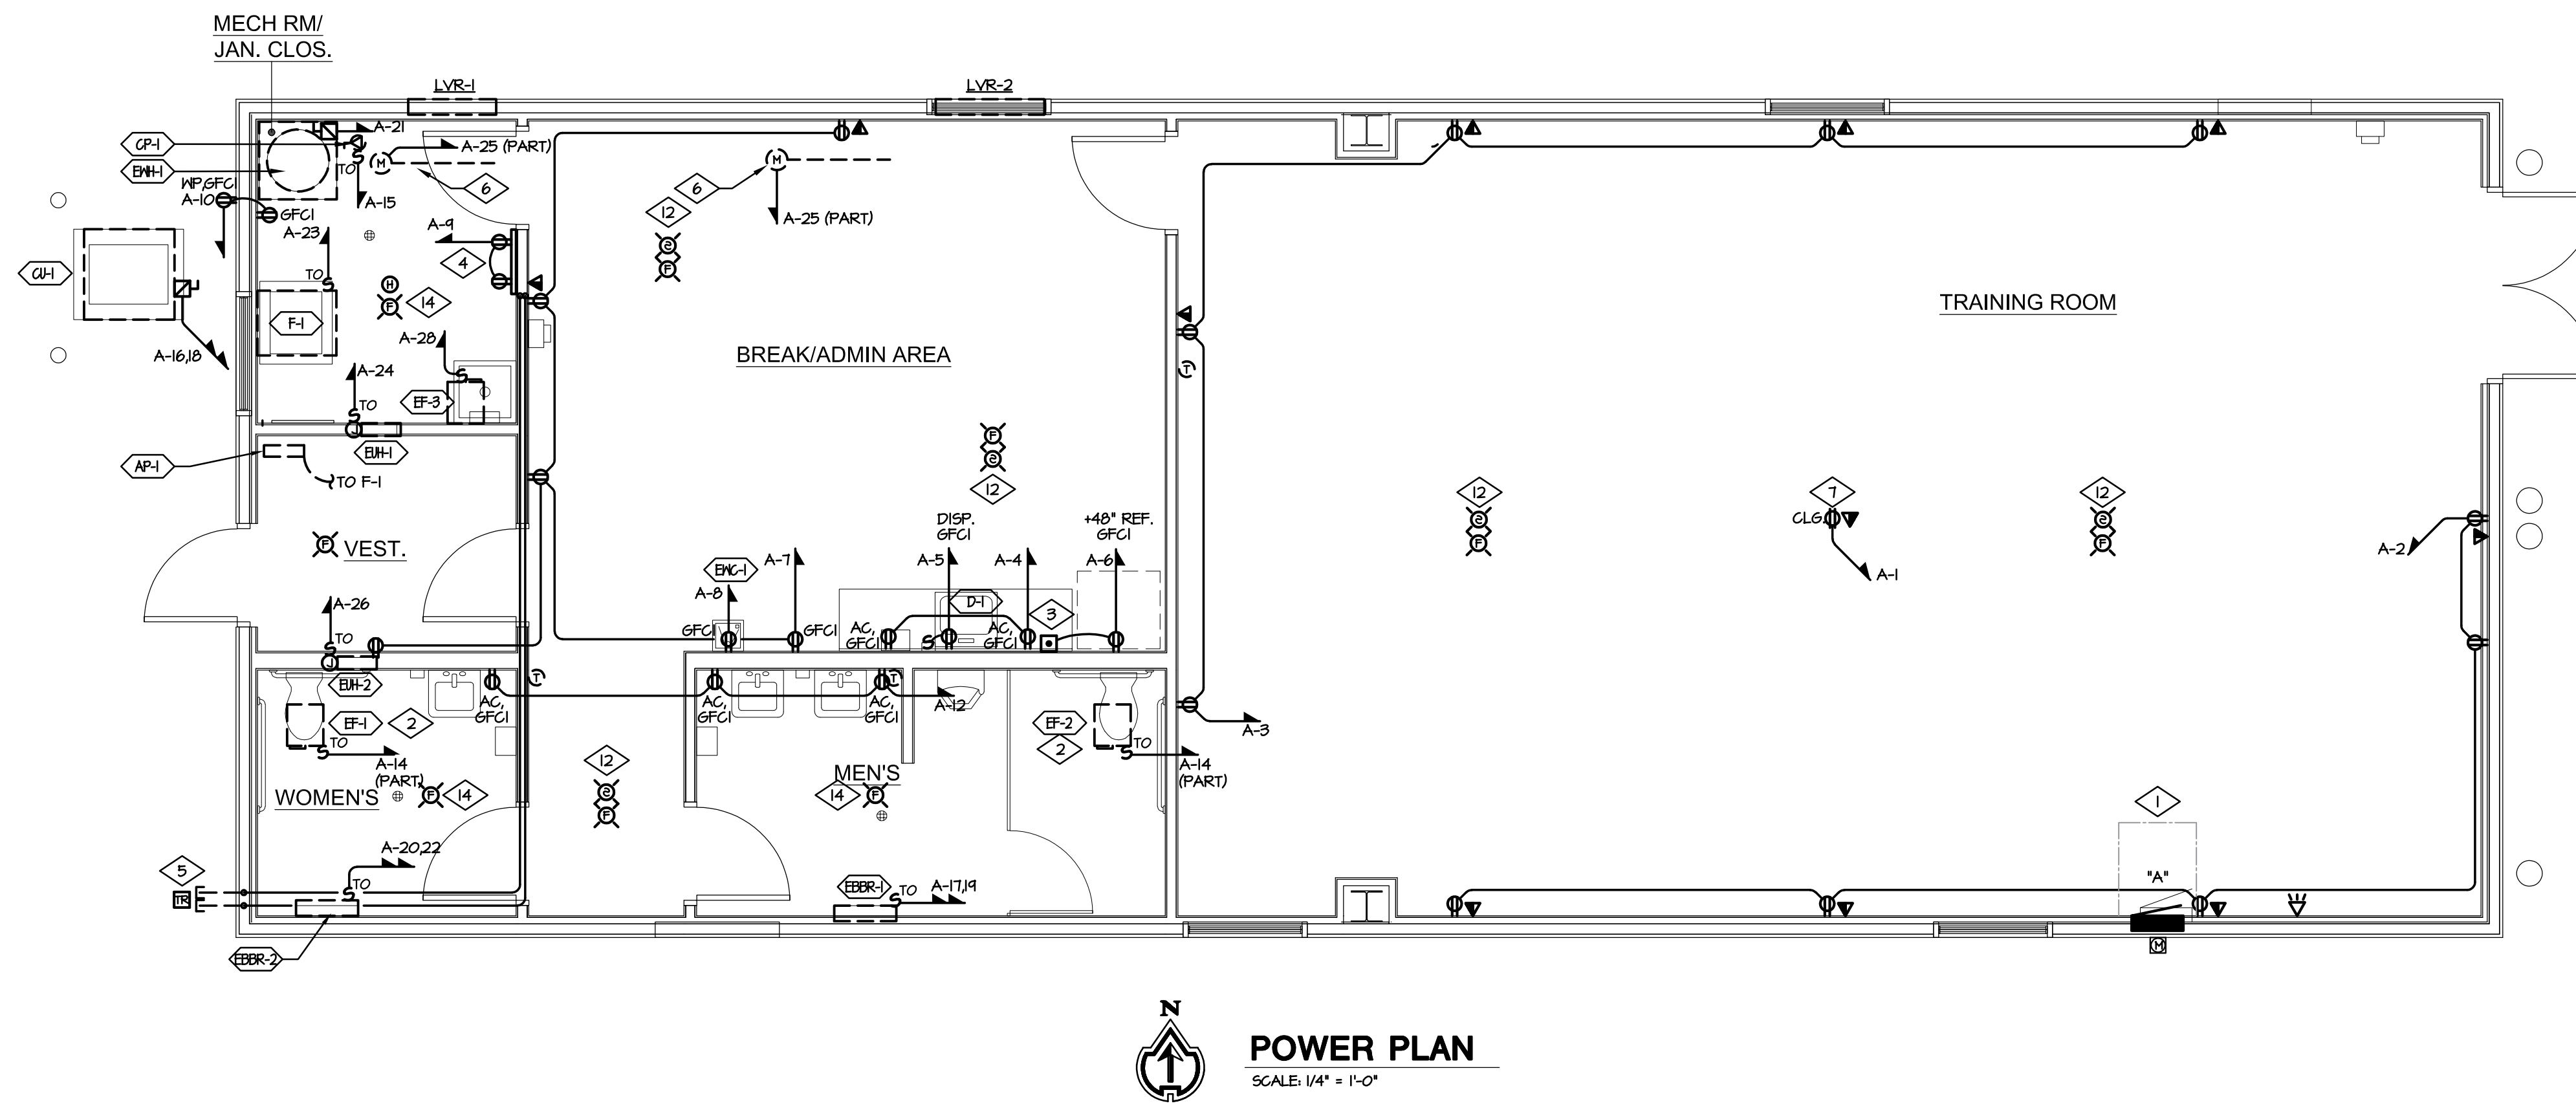 MECH RM/
JAN. CLOS.
LVR-1
LVR-2
CP-1
A-21
A-25 (PART)
EWH-1
TO
M
M
6
6
WP,GFCI
A-10
GFCI
A-15
12
A-25 (PART)
A-23
A-9
S
F
4
CU-1
TO
H
F
14
TRAINING ROOM
F-1
A-28
A-16,18
BREAK/ADMIN AREA
A-24
T
TO
EF-3
EUH-1
J
AP-1
TO F-1
F
S
12
12
7
12
DISP.
GFCI
+48" REF.
GFCI
CLG.
S
F
S
F
F
VEST.
A-7
A-5
A-4
A-6
A-2
EWC-1
A-1
A-8
A-26
D-1
3
TO
GFCI
GFCI
AC,
GFCI
S
AC,
GFCI
J
EUH-2
T
T
AC,
GFCI
AC,
GFCI
AC,
GFCI
A-12
EF-1
2
EF-2
2
A-3
TO
TO
A-14
(PART)
A-14
(PART)
12
MEN'S
WOMEN'S
F
14
14
F
S
F
1
A-20,22
5
TR
TO
EBBR-1
TO
A-17,19
"A"
EBBR-2
M
N
POWER PLAN
SCALE: 1/4" = 1'-0"